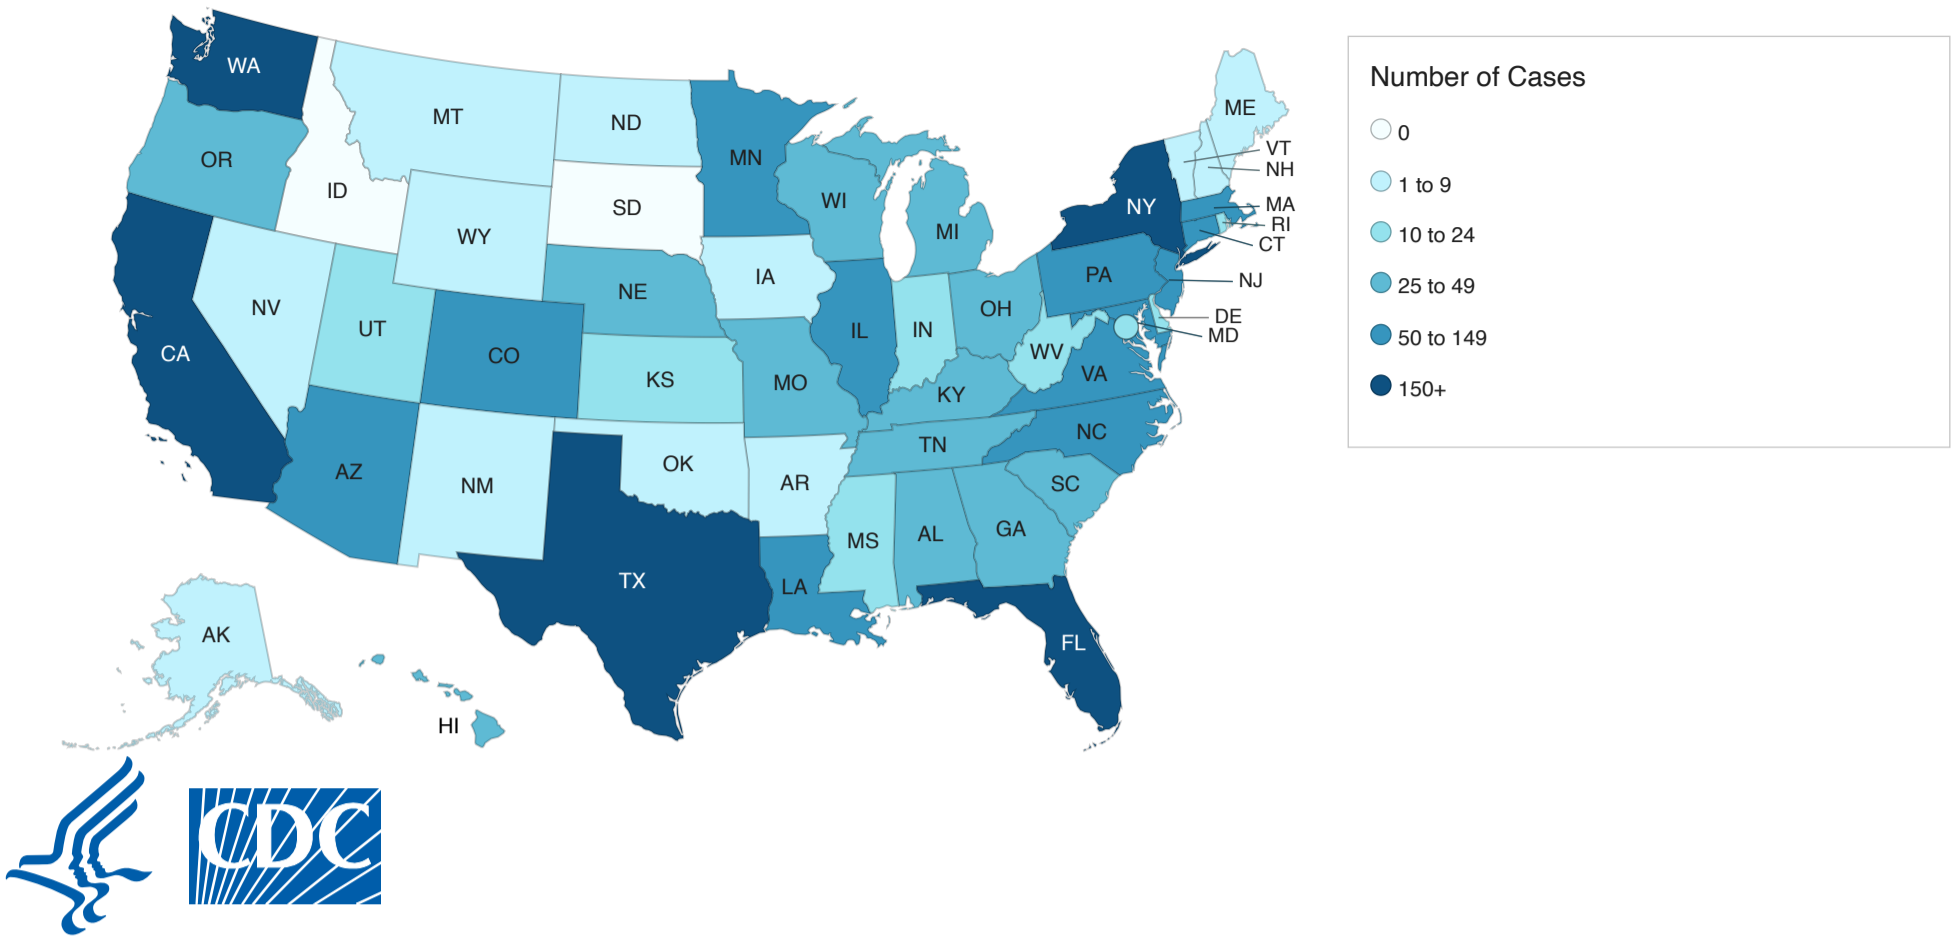 WA
MT
ND
MN
ME
VT
NH
OR
ID
SD
WI
MI
NY
MA
RI
CT
WY
IA
NE
PA
NJ
NV
UT
CO
IL
IN
OH
DE
MD
CA
KS
MO
WV
VA
KY
AZ
NM
OK
AR
TN
NC
SC
TX
LA
MS
AL
GA
FL
AK
HI
CDC
Number of Cases
0
1 to 9
10 to 24
25 to 49
50 to 149
150+